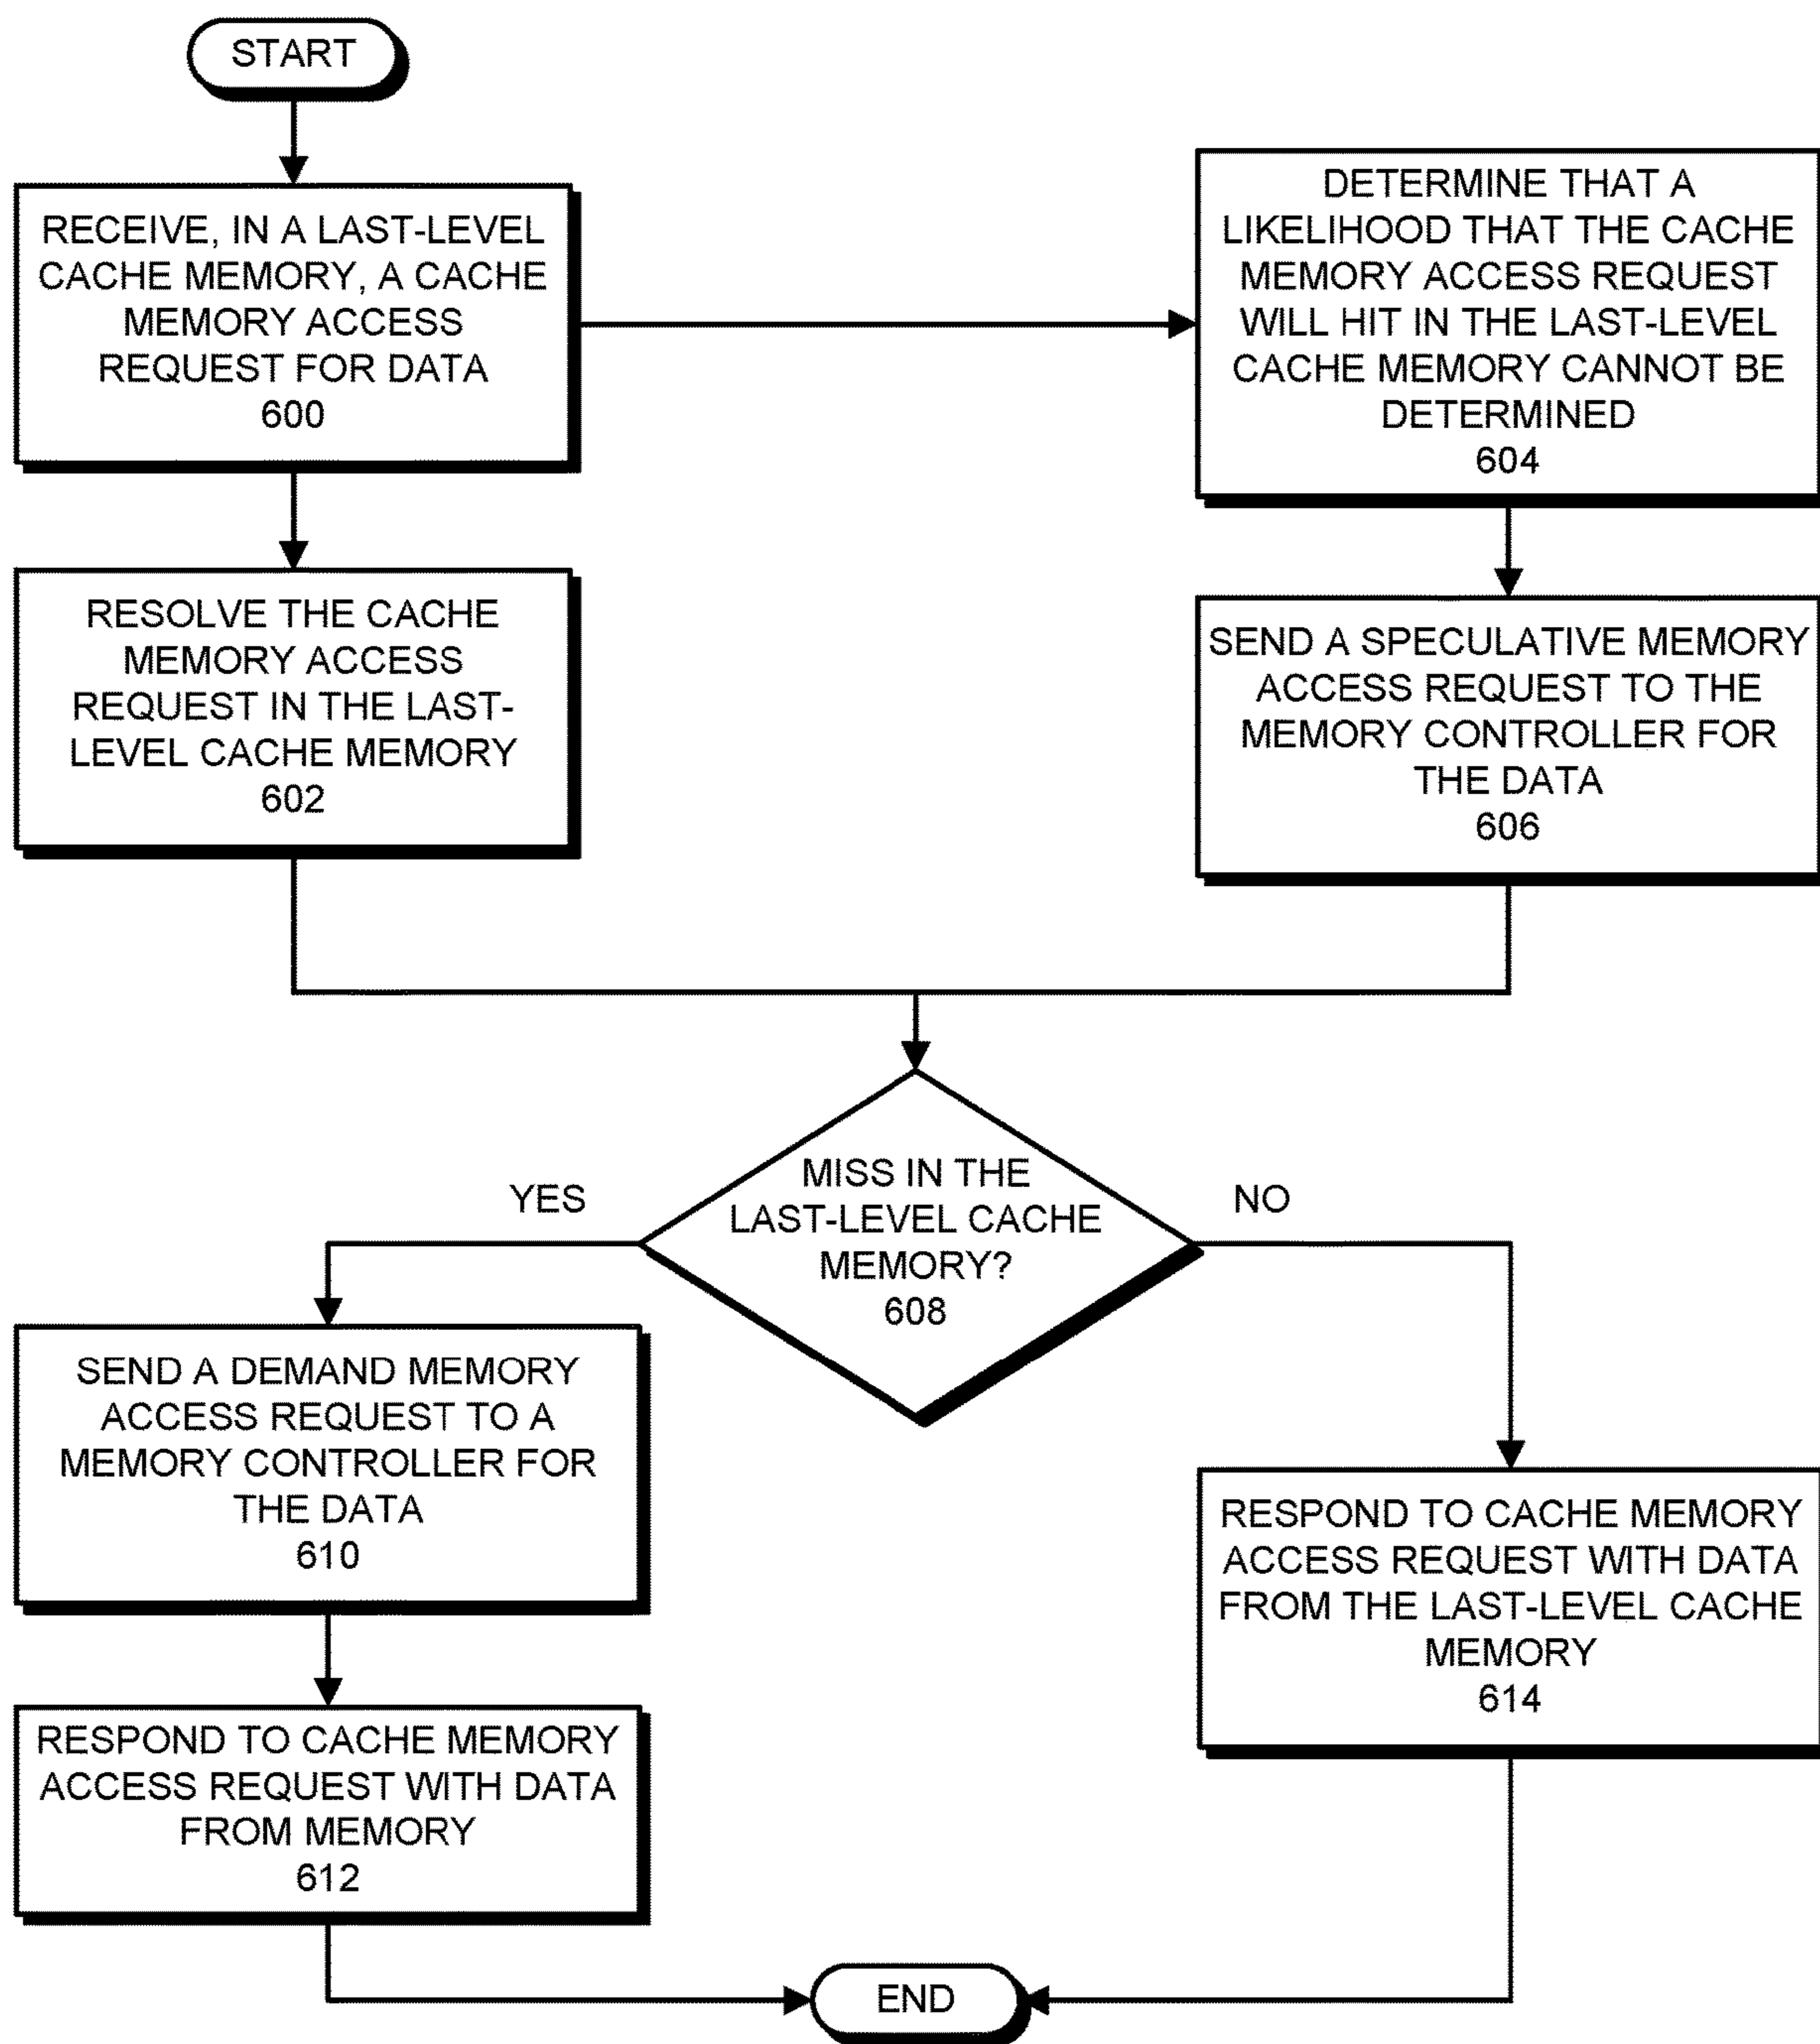 START
RECEIVE, IN A LAST-LEVEL
CACHE MEMORY, A CACHE
MEMORY ACCESS
REQUEST FOR DATA
600
DETERMINE THAT A
LIKELIHOOD THAT THE CACHE
MEMORY ACCESS REQUEST
WILL HIT IN THE LAST-LEVEL
CACHE MEMORY CANNOT BE
DETERMINED
604
RESOLVE THE CACHE
MEMORY ACCESS
REQUEST IN THE LAST-
LEVEL CACHE MEMORY
602
SEND A SPECULATIVE MEMORY
ACCESS REQUEST TO THE
MEMORY CONTROLLER FOR
THE DATA
606
MISS IN THE
LAST-LEVEL CACHE
MEMORY?
608
YES
NO
SEND A DEMAND MEMORY
ACCESS REQUEST TO A
MEMORY CONTROLLER FOR
THE DATA
610
RESPOND TO CACHE MEMORY
ACCESS REQUEST WITH DATA
FROM THE LAST-LEVEL CACHE
MEMORY
614
RESPOND TO CACHE MEMORY
ACCESS REQUEST WITH DATA
FROM MEMORY
612
END